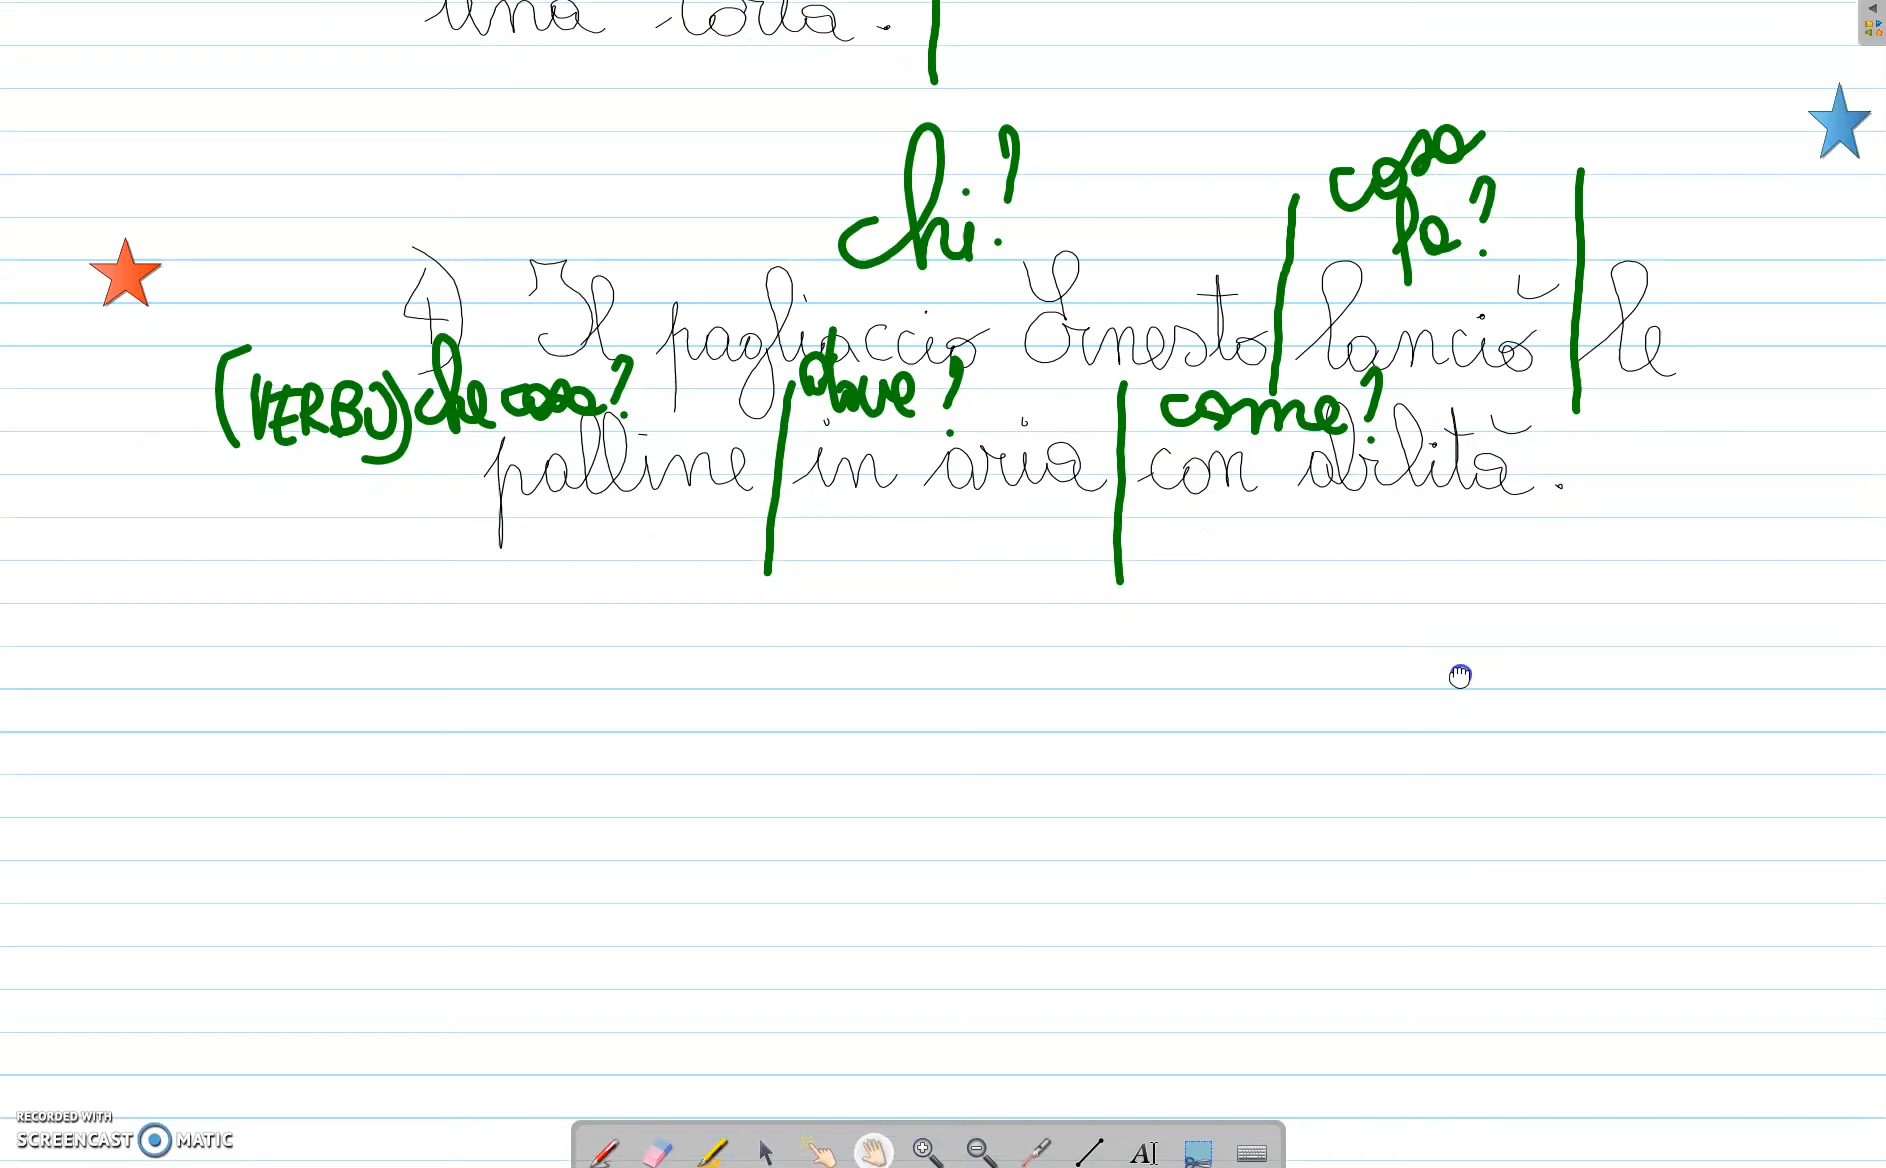 una torta.
chi?
cosa
fa?
4) Il pagliaccio Ernesto lanciò le
(VERBO) che cosa? dove? come?
palline in aria con abilità.
RECORDED WITH
SCREENCAST MATIC
A